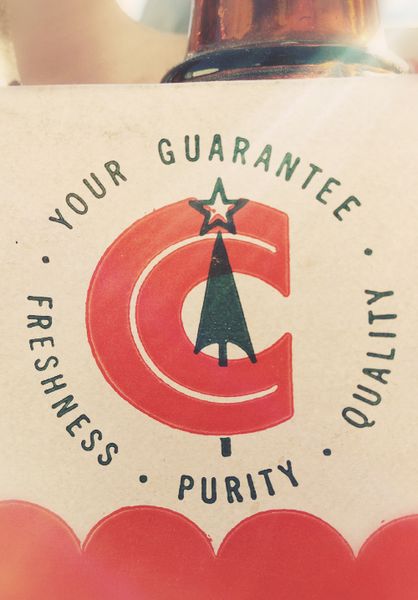 YOUR GUARANTEE
• FRESHNESS • PURITY • QUALITY •
C